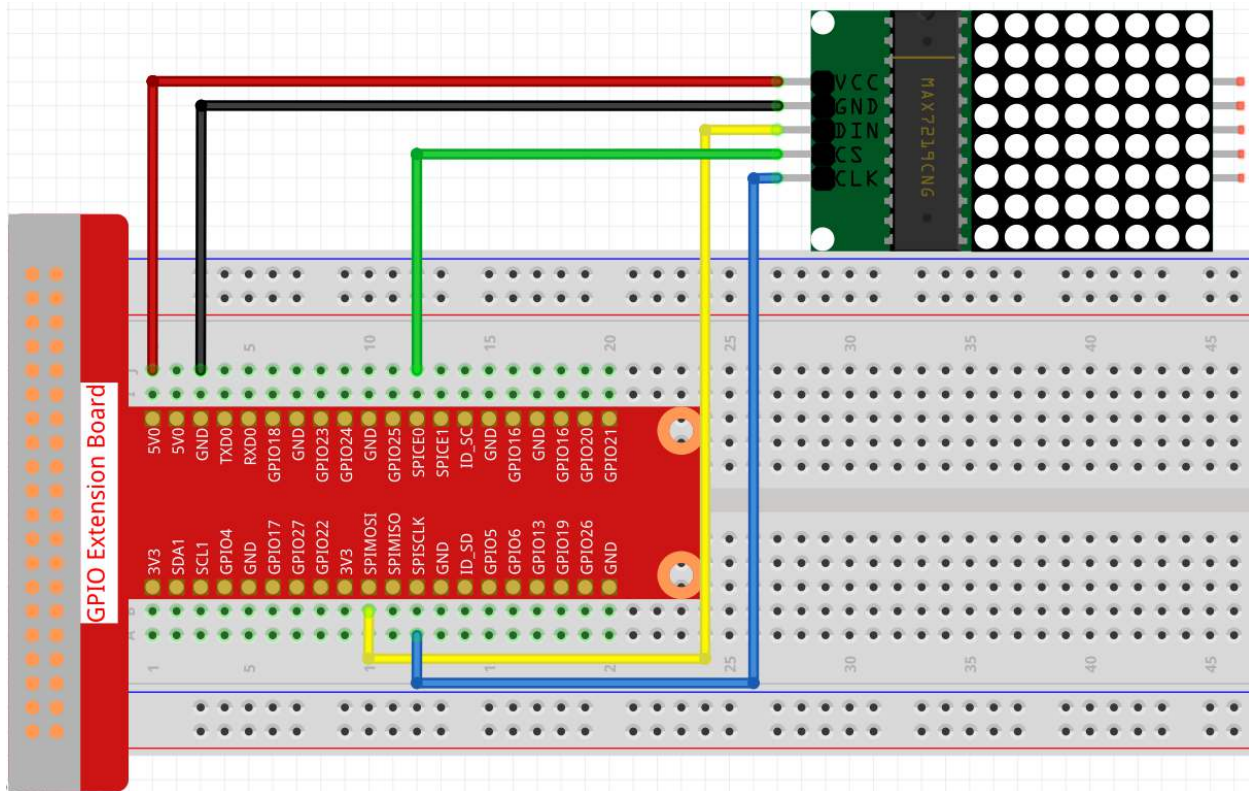 VCC
GND
DIN
CS
CLK
MAX7219CNG
5 10 15 20 25 30 35 40 45
J
GPIO Extension Board
5V0 5V0 GND TXD0 RXD0 GPIO18 GND GPIO23 GPIO24 GND GPIO25 SPICE0 SPICE1 ID_SC GND GPIO16 GND GPIO16 GPIO20 GPIO21
3V3 SDA1 SCL1 GPIO4 GND GPIO17 GPIO27 GPIO22 3V3 SPIMOSI SPIMISO SPISCLK GND ID_SD GPIO5 GPIO6 GPIO13 GPIO19 GPIO26 GND
B
A
1 5 1 1 2 25 30 35 40 45